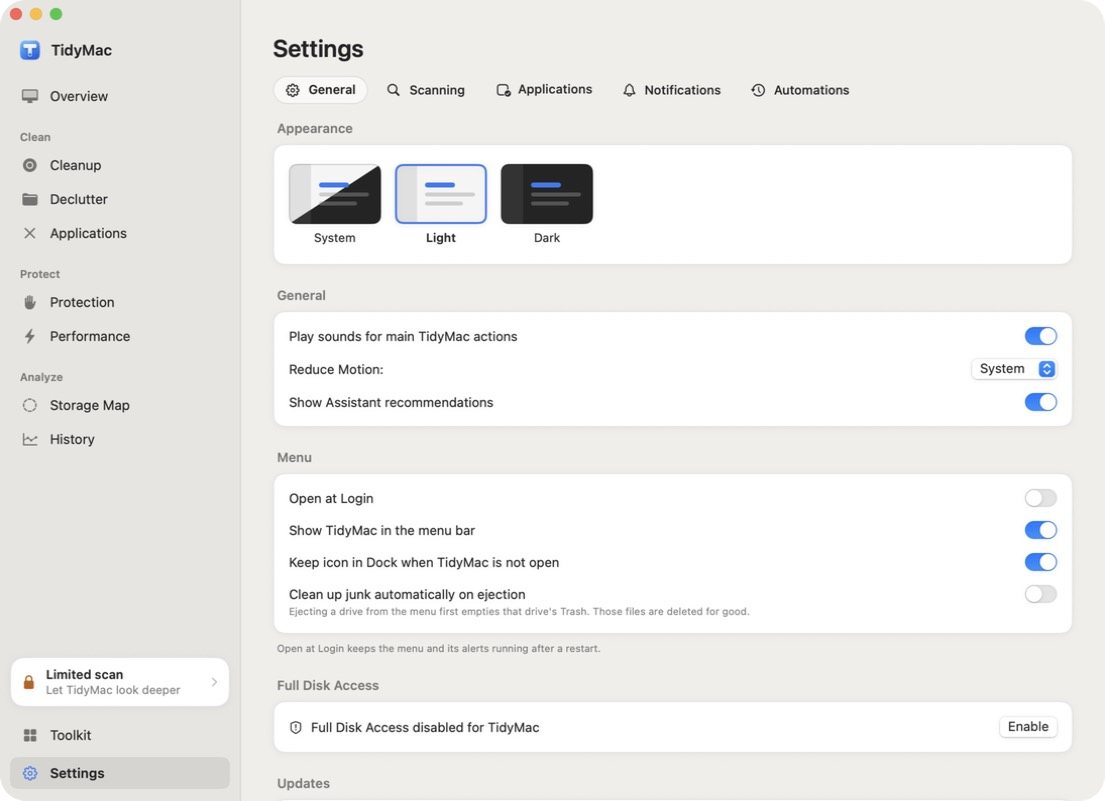 TidyMac
Overview
Clean
Cleanup
Declutter
Applications
Protect
Protection
Performance
Analyze
Storage Map
History
Limited scan
Let TidyMac look deeper
Toolkit
Settings
Settings
General
Scanning
Applications
Notifications
Automations
Appearance
System
Light
Dark
General
Play sounds for main TidyMac actions
Reduce Motion:
System
Show Assistant recommendations
Menu
Open at Login
Show TidyMac in the menu bar
Keep icon in Dock when TidyMac is not open
Clean up junk automatically on ejection
Ejecting a drive from the menu first empties that drive's Trash. Those files are deleted for good.
Open at Login keeps the menu and its alerts running after a restart.
Full Disk Access
Full Disk Access disabled for TidyMac
Enable
Updates